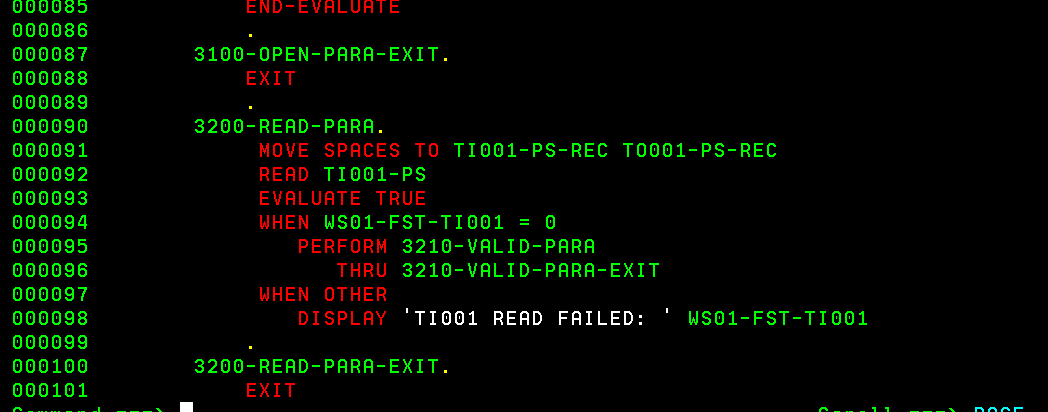 000085 END-EVALUATE
000086 .
000087 3100-OPEN-PARA-EXIT.
000088 EXIT
000089 .
000090 3200-READ-PARA.
000091 MOVE SPACES TO TI001-PS-REC TO001-PS-REC
000092 READ TI001-PS
000093 EVALUATE TRUE
000094 WHEN WS01-FST-TI001 = 0
000095 PERFORM 3210-VALID-PARA
000096 THRU 3210-VALID-PARA-EXIT
000097 WHEN OTHER
000098 DISPLAY 'TI001 READ FAILED: ' WS01-FST-TI001
000099 .
000100 3200-READ-PARA-EXIT.
000101 EXIT
Command ===> Scroll ===> PAGE